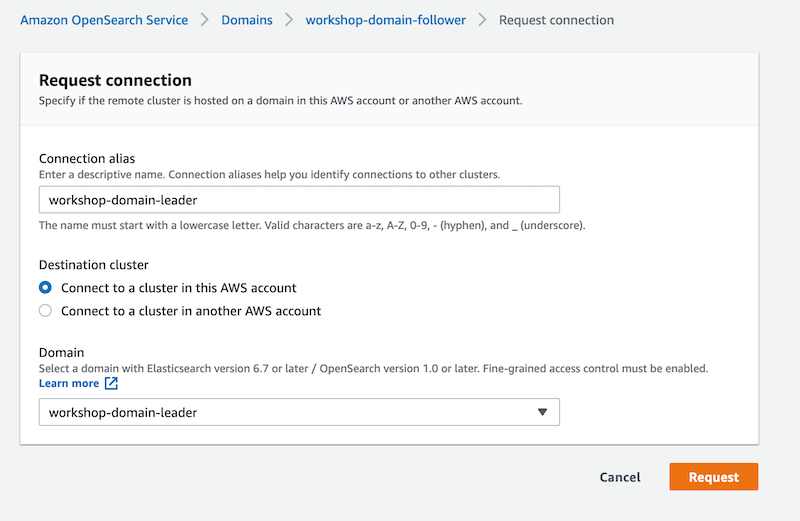 Amazon OpenSearch Service > Domains > workshop-domain-follower > Request connection
Request connection
Specify if the remote cluster is hosted on a domain in this AWS account or another AWS account.
Connection alias
Enter a descriptive name. Connection aliases help you identify connections to other clusters.
workshop-domain-leader
The name must start with a lowercase letter. Valid characters are a-z, A-Z, 0-9, - (hyphen), and _ (underscore).
Destination cluster
Connect to a cluster in this AWS account
Connect to a cluster in another AWS account
Domain
Select a domain with Elasticsearch version 6.7 or later / OpenSearch version 1.0 or later. Fine-grained access control must be enabled.
Learn more
workshop-domain-leader
Cancel Request